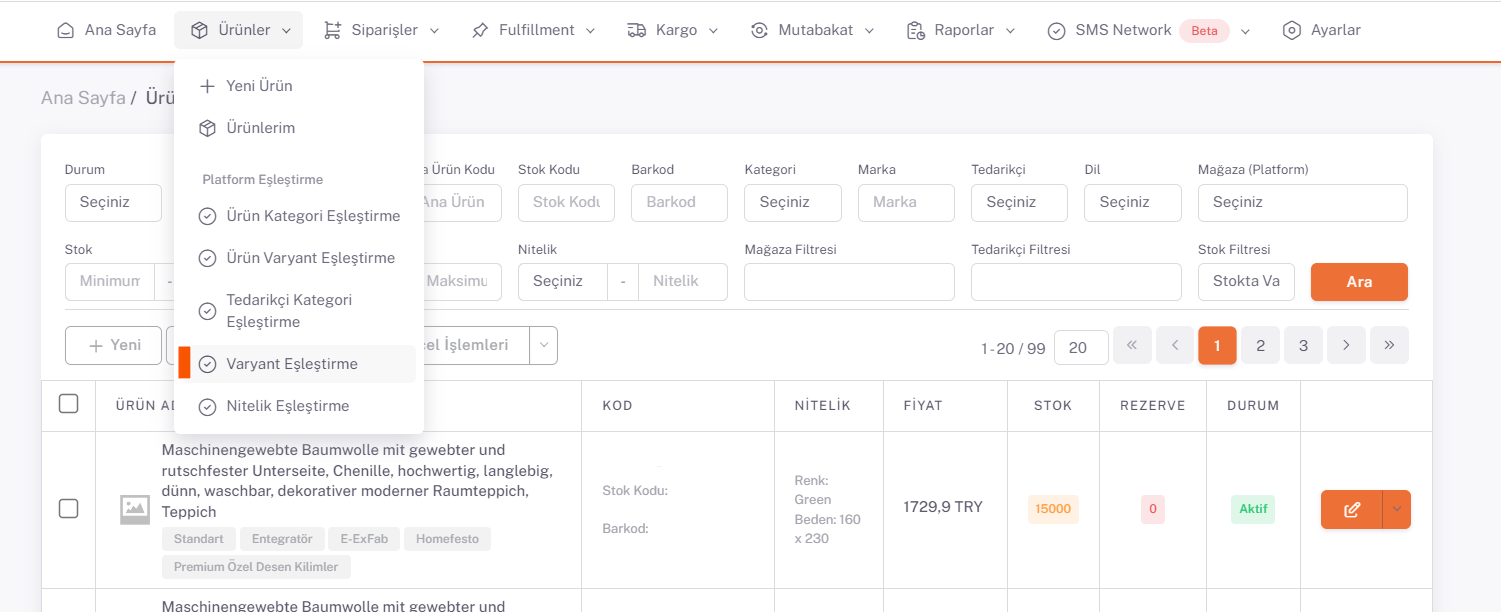 Ana Sayfa Ürünler Siparişler Fulfillment Kargo Mutabakat Raporlar SMS Network Beta Ayarlar
Yeni Ürün
Ürünlerim
Platform Eşleştirme
Ürün Kategori Eşleştirme
Ürün Varyant Eşleştirme
Tedarikçi Kategori
Eşleştirme
Varyant Eşleştirme
Nitelik Eşleştirme
Ana Sayfa /
Durum Ürün Kodu Stok Kodu Barkod Kategori Marka Tedarikçi Dil Mağaza (Platform)
Seçiniz Ana Ürün Stok Kodu Barkod Seçiniz Marka Seçiniz Seçiniz Seçiniz
Stok Nitelik Mağaza Filtresi Tedarikçi Filtresi Stok Filtresi
Minimum - Maksimu Seçiniz - Nitelik Stokta Va Ara
Yeni İşlemleri 1-20 / 99 20 « < 1 2 3 > »
ÜRÜN KOD NİTELİK FİYAT STOK REZERVE DURUM
Maschinengewebte Baumwolle mit gewebter und
rutschfester Unterseite, Chenille, hochwertig, langlebig,
dünn, waschbar, dekorativer moderner Raumteppich,
Teppich
Standart Entegratör E-ExFab Homefesto
Premium Özel Desen Kilimler
Stok Kodu:
Barkod:
Renk:
Green
Beden: 160
x 230
1729,9 TRY
15000
0
Aktif
Maschinengewebte Baumwolle mit gewebter und